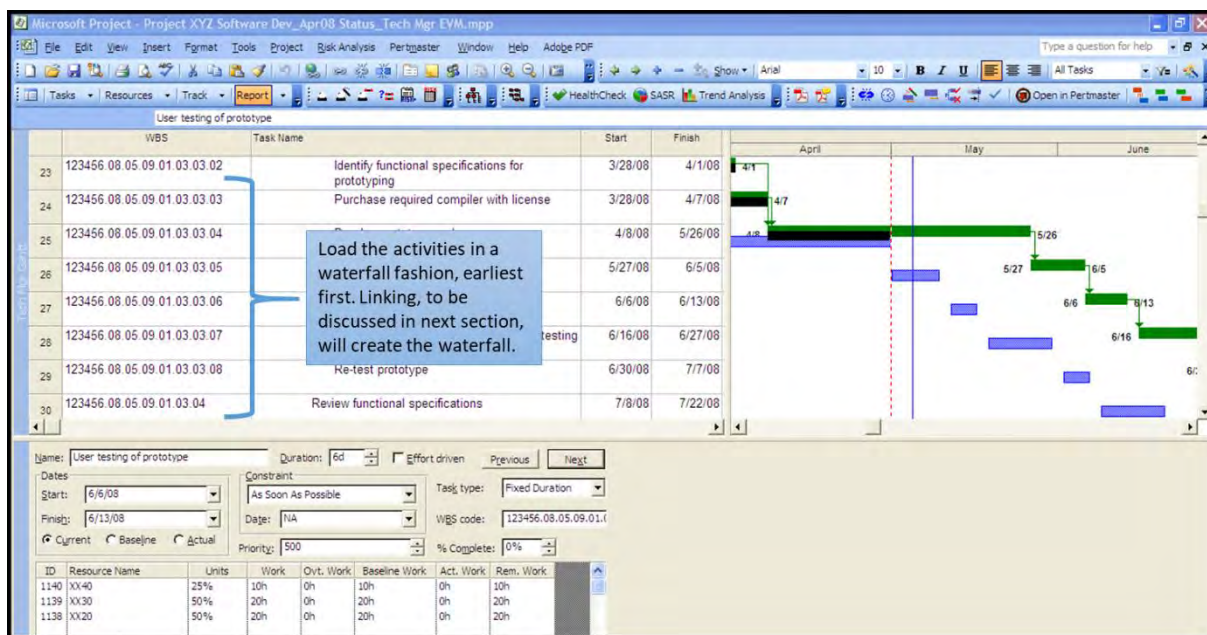 Microsoft Project - Project XYZ Software Dev_Apr08 Status_Tech Mgr EVM.mpp
File Edit View Insert Format Tools Project Risk Analysis Pertmaster Window Help Adobe PDF Type a question for help
Show Arial 10 B I U All Tasks
Tasks Resources Track Report HealthCheck SASR Trend Analysis Open in Pertmaster
User testing of prototype
WBS Task Name Start Finish April May June
23 123456.08.05.09.01.03.03.02 Identify functional specifications for prototyping 3/28/08 4/1/08 4/1
24 123456.08.05.09.01.03.03.03 Purchase required compiler with license 3/28/08 4/7/08 4/7
25 123456.08.05.09.01.03.03.04 4/8/08 5/26/08 4/8 5/26
26 123456.08.05.09.01.03.03.05 5/27/08 6/5/08 5/27 6/5
27 123456.08.05.09.01.03.03.06 6/6/08 6/13/08 6/6 6/13
28 123456.08.05.09.01.03.03.07 testing 6/16/08 6/27/08 6/16
29 123456.08.05.09.01.03.03.08 Re-test prototype 6/30/08 7/7/08
30 123456.08.05.09.01.03.04 Review functional specifications 7/8/08 7/22/08
Load the activities in a
waterfall fashion, earliest
first. Linking, to be
discussed in next section,
will create the waterfall.
Tech Mgr Gantt
Name: User testing of prototype Duration: 6d Effort driven Previous Next
Dates Constraint
Start: 6/6/08 As Soon As Possible Task type: Fixed Duration
Finish: 6/13/08 Date: NA WBS code: 123456.08.05.09.01.0
Current Baseline Actual Priority: 500 % Complete: 0%
ID Resource Name Units Work Ovt. Work Baseline Work Act. Work Rem. Work
1140 XX40 25% 10h 0h 10h 0h 10h
1139 XX30 50% 20h 0h 20h 0h 20h
1138 XX20 50% 20h 0h 20h 0h 20h